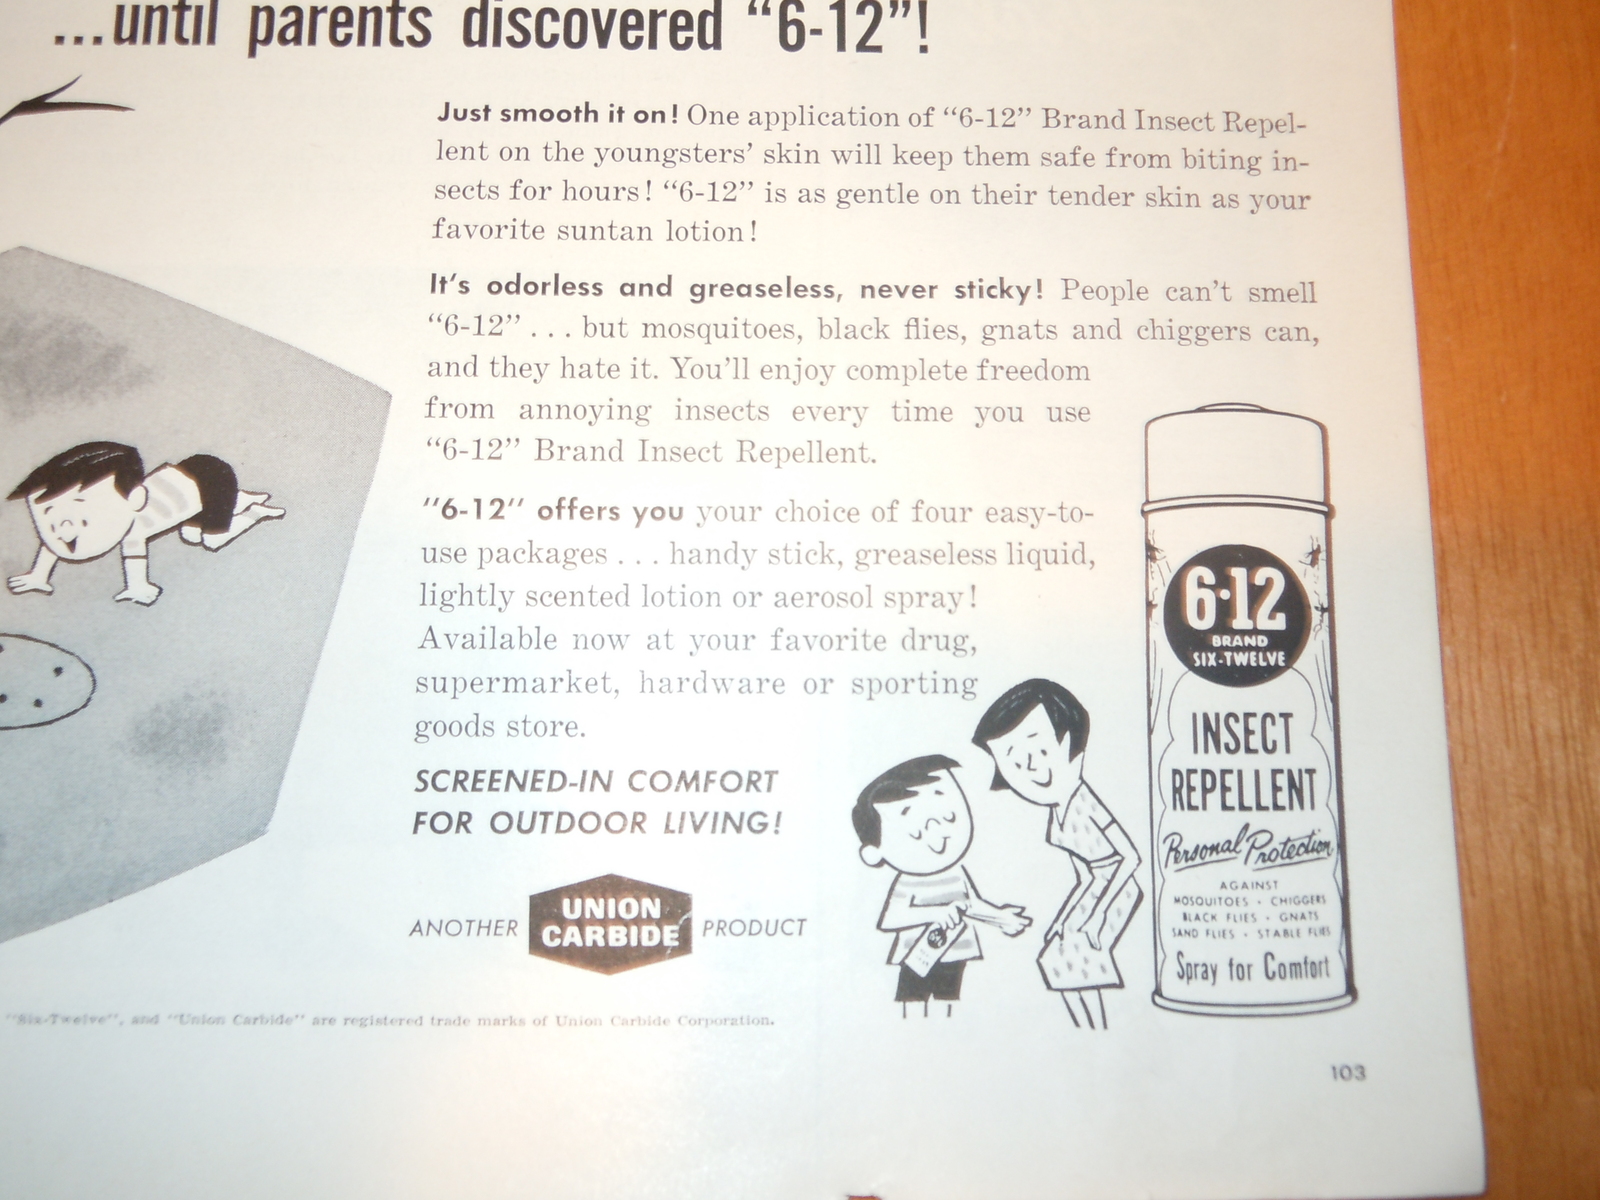 ...until parents discovered “6-12”!
Just smooth it on! One application of “6-12” Brand Insect Repel-
lent on the youngsters’ skin will keep them safe from biting in-
sects for hours! “6-12” is as gentle on their tender skin as your
favorite suntan lotion!
It's odorless and greaseless, never sticky! People can’t smell
“6-12” . . . but mosquitoes, black flies, gnats and chiggers can,
and they hate it. You’ll enjoy complete freedom
from annoying insects every time you use
“6-12” Brand Insect Repellent.
"6-12" offers you your choice of four easy-to-
use packages . . . handy stick, greaseless liquid,
lightly scented lotion or aerosol spray!
Available now at your favorite drug,
supermarket, hardware or sporting
goods store.
SCREENED-IN COMFORT
FOR OUTDOOR LIVING!
ANOTHER UNION CARBIDE PRODUCT
"Six-Twelve", and "Union Carbide" are registered trade marks of Union Carbide Corporation.
6·12
BRAND
SIX-TWELVE
INSECT
REPELLENT
Personal Protection
AGAINST
MOSQUITOES · CHIGGERS
BLACK FLIES · GNATS
SAND FLIES · STABLE FLIES
Spray for Comfort
103